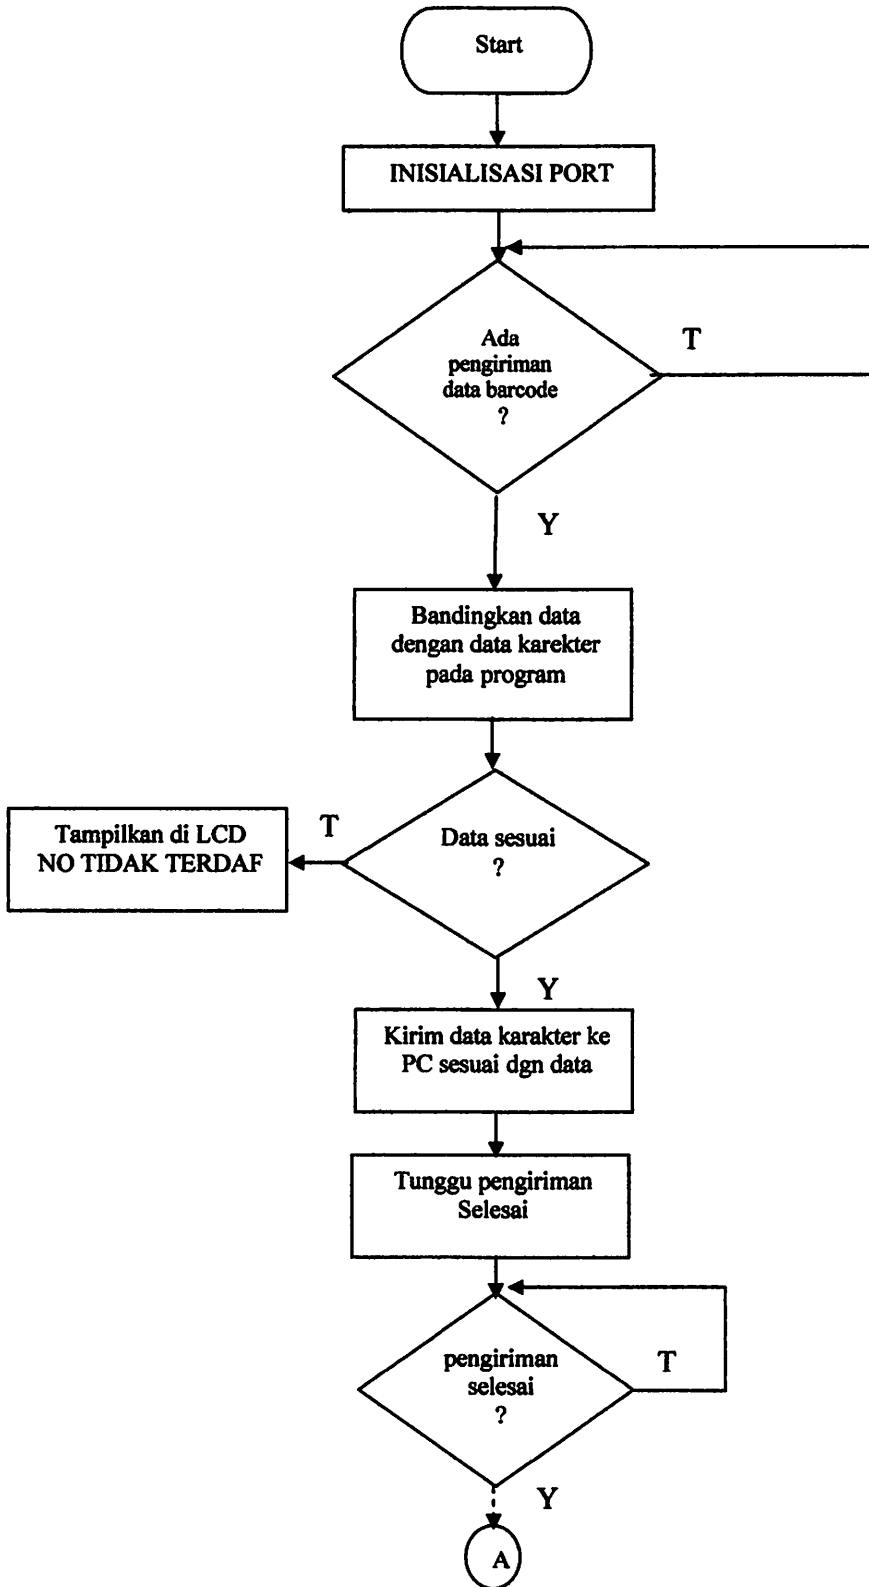 Start
INISIALISASI PORT
Ada
pengiriman
data barcode
?
T
Y
Bandingkan data
dengan data karekter
pada program
Data sesuai
?
T
Tampilkan di LCD
NO TIDAK TERDAF
Y
Kirim data karakter ke
PC sesuai dgn data
Tunggu pengiriman
Selesai
pengiriman
selesai
?
T
Y
A